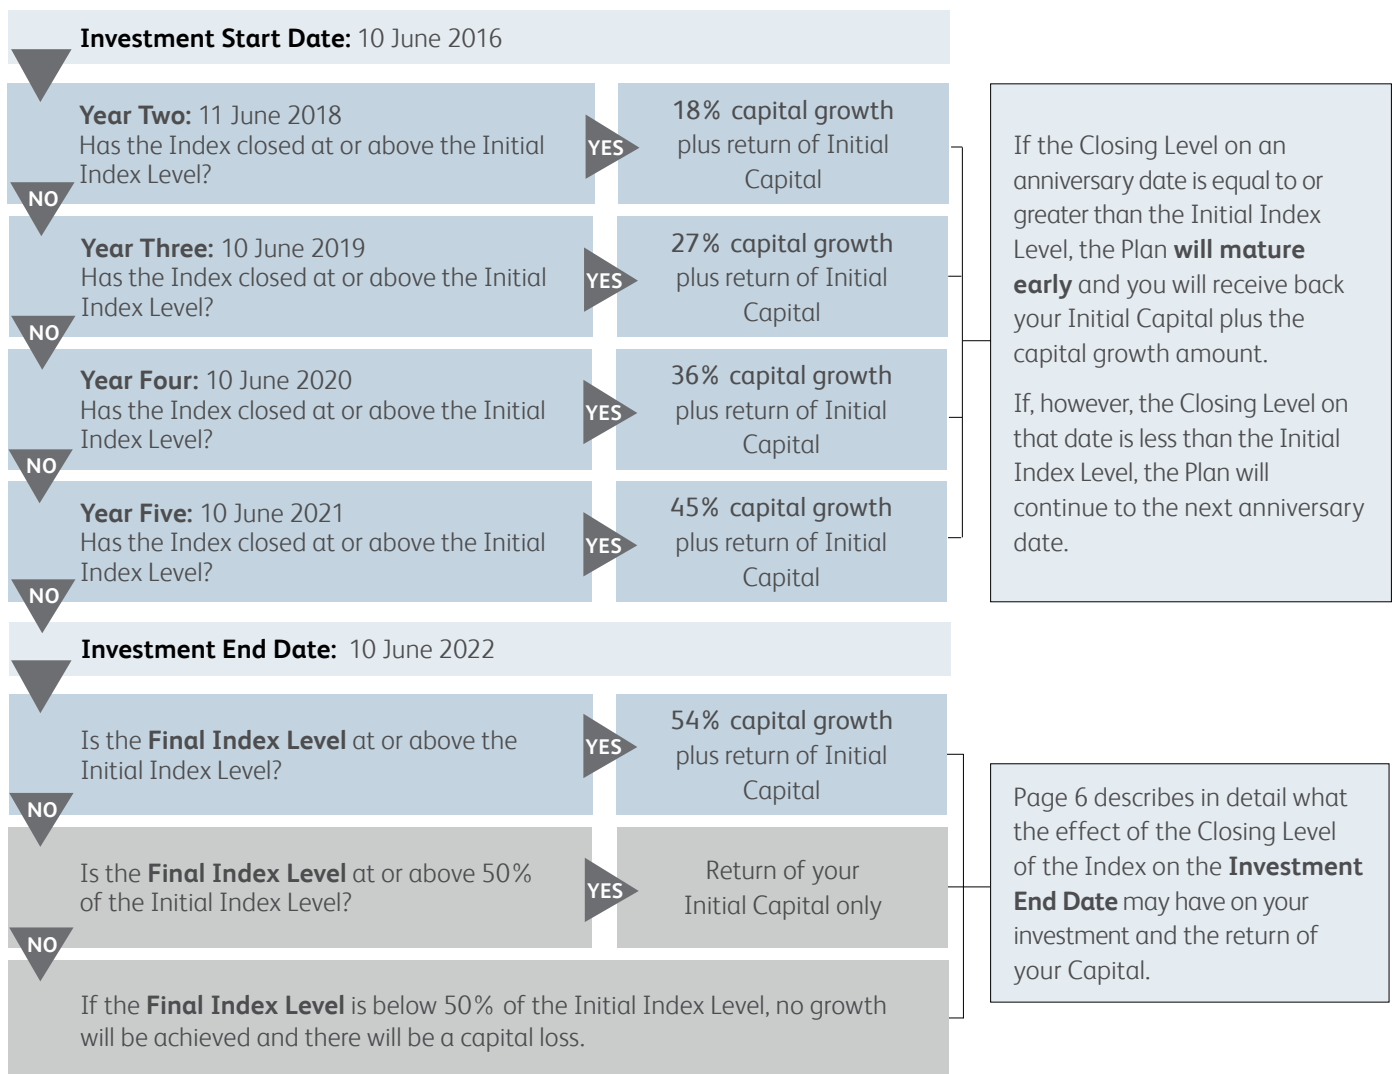 Investment Start Date: 10 June 2016
Year Two: 11 June 2018
Has the Index closed at or above the Initial
Index Level?
YES
18% capital growth
plus return of Initial
Capital
NO
Year Three: 10 June 2019
Has the Index closed at or above the Initial
Index Level?
YES
27% capital growth
plus return of Initial
Capital
NO
Year Four: 10 June 2020
Has the Index closed at or above the Initial
Index Level?
YES
36% capital growth
plus return of Initial
Capital
NO
Year Five: 10 June 2021
Has the Index closed at or above the Initial
Index Level?
YES
45% capital growth
plus return of Initial
Capital
NO
If the Closing Level on an
anniversary date is equal to or
greater than the Initial Index
Level, the Plan will mature
early and you will receive back
your Initial Capital plus the
capital growth amount.
If, however, the Closing Level on
that date is less than the Initial
Index Level, the Plan will
continue to the next anniversary
date.
Investment End Date: 10 June 2022
Is the Final Index Level at or above the
Initial Index Level?
YES
54% capital growth
plus return of Initial
Capital
NO
Is the Final Index Level at or above 50%
of the Initial Index Level?
YES
Return of your
Initial Capital only
NO
If the Final Index Level is below 50% of the Initial Index Level, no growth
will be achieved and there will be a capital loss.
Page 6 describes in detail what
the effect of the Closing Level
of the Index on the Investment
End Date may have on your
investment and the return of
your Capital.